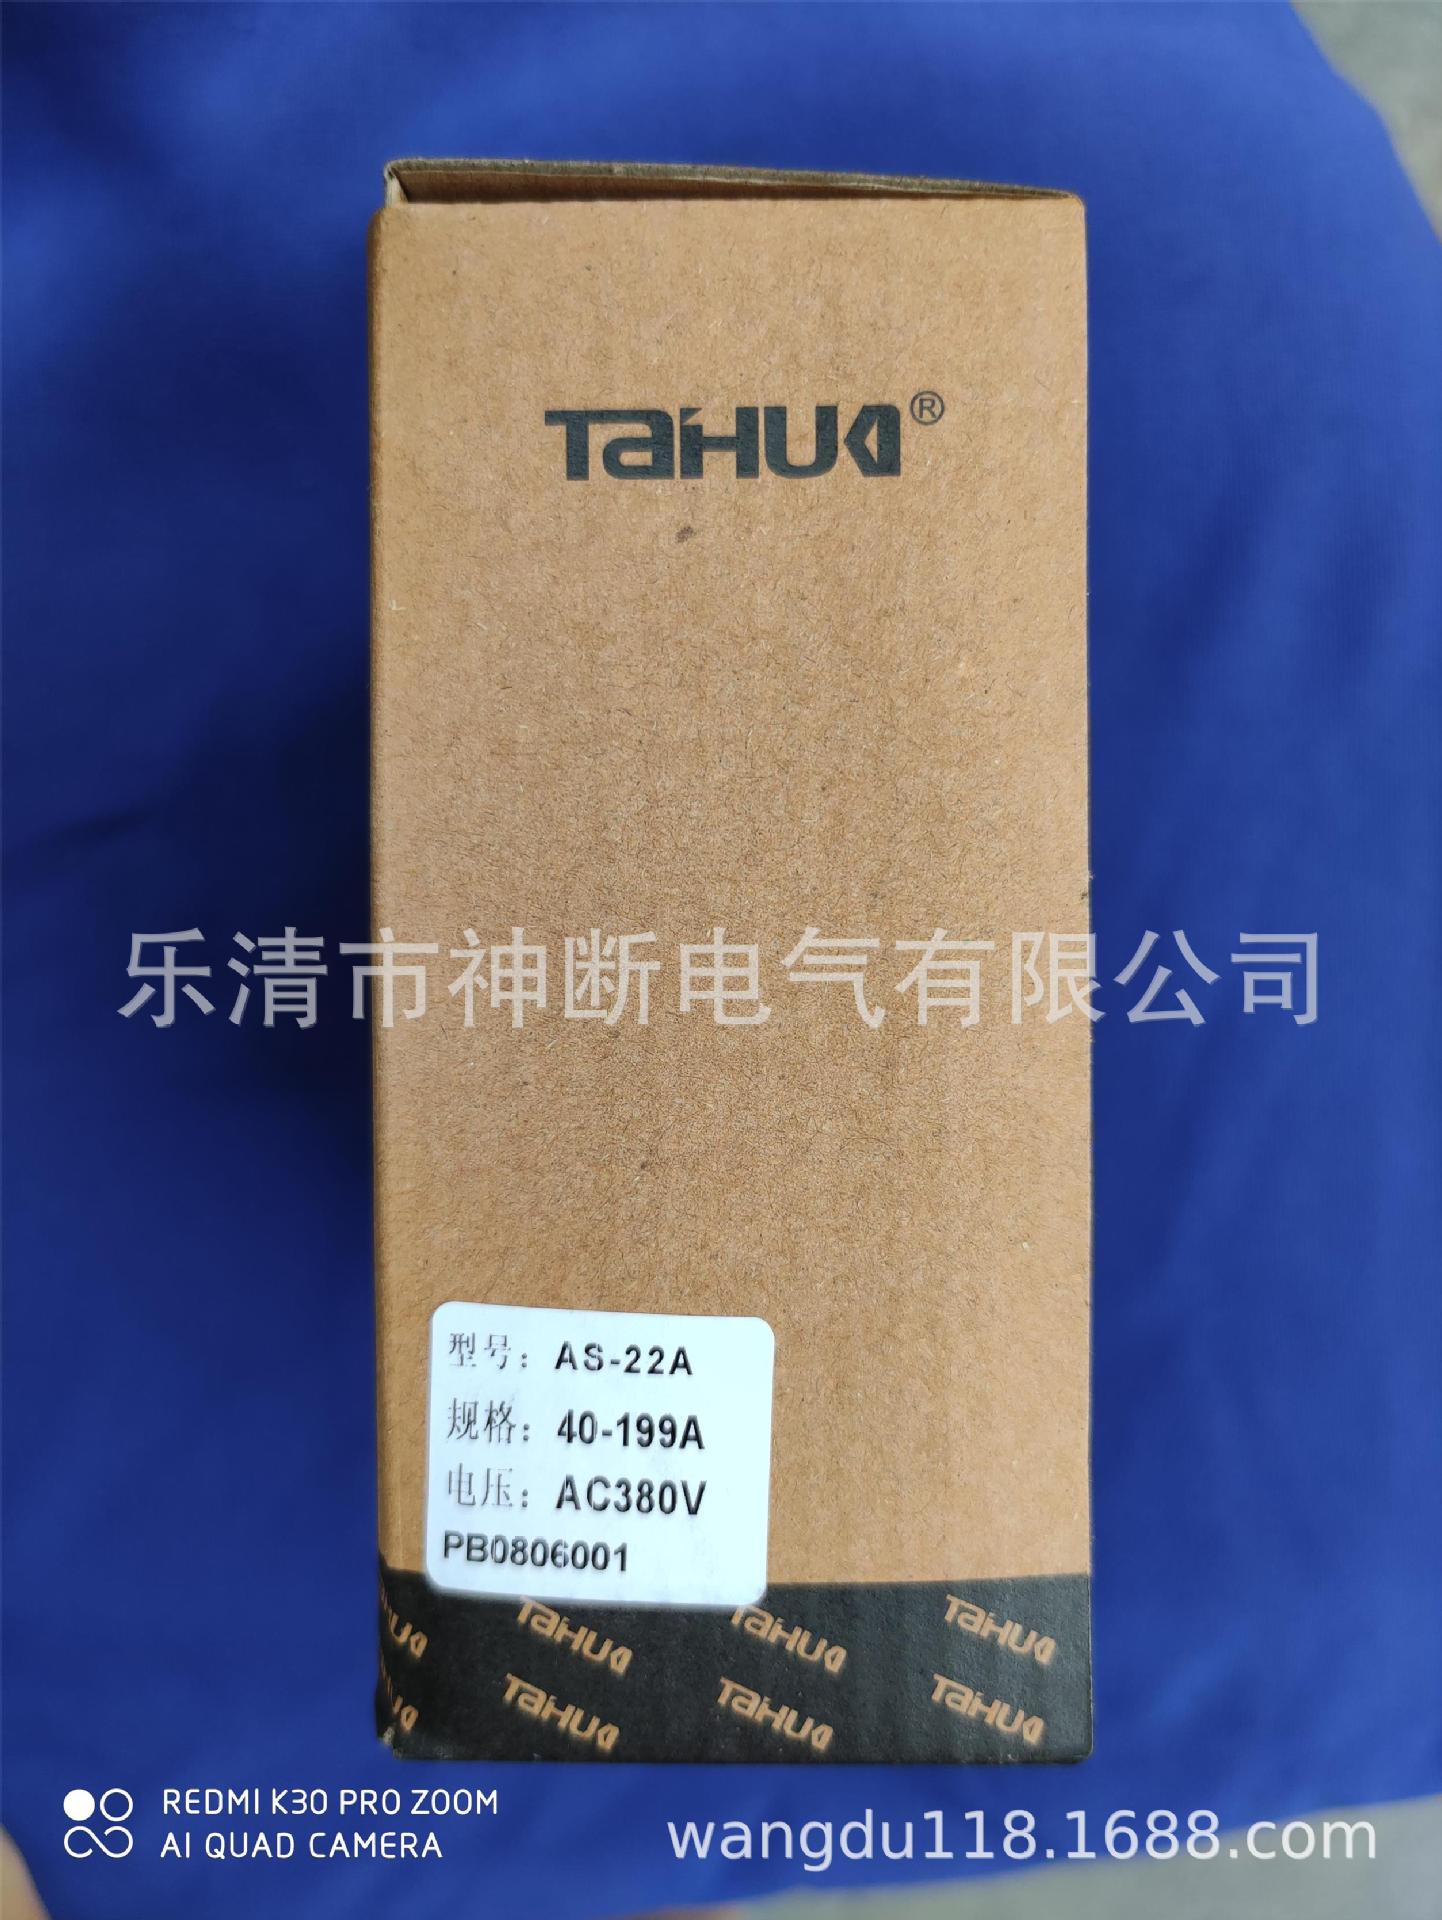 TAHUA®
乐清市神断电气有限公司
型号：AS-22A
规格：40-199A
电压：AC380V
PB0806001
TAHUA TAHUA TAHUA
TAHUA TAHUA TAHUA
REDMI K30 PRO ZOOM
AI QUAD CAMERA
wangdu118.1688.com